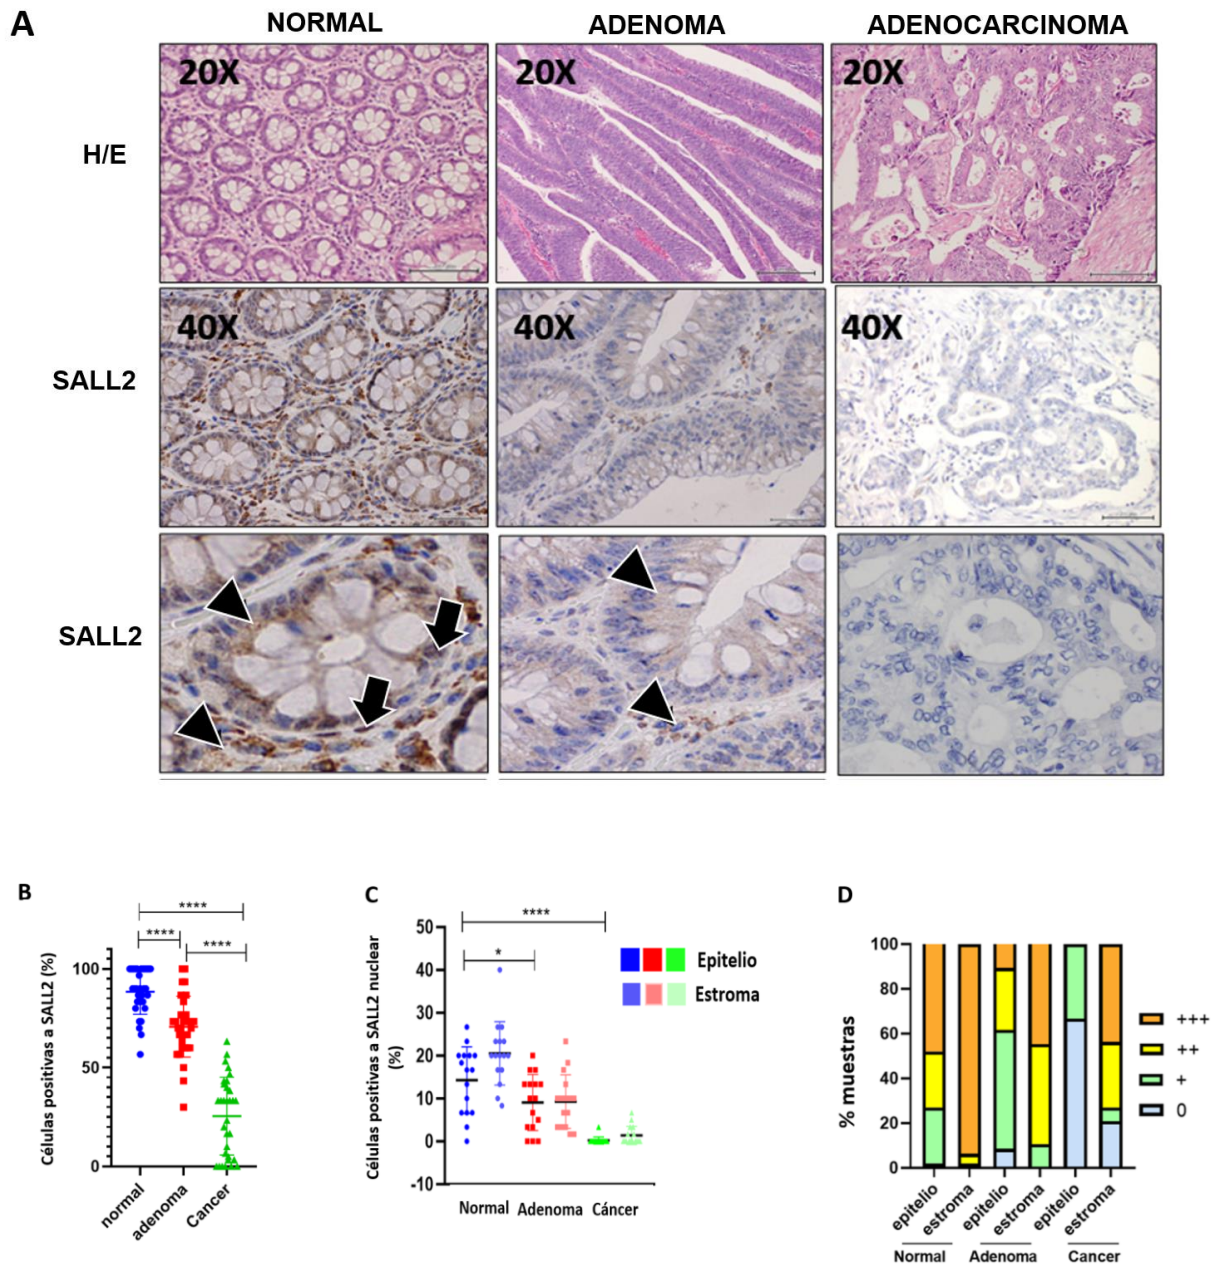 A
NORMAL
ADENOMA
ADENOCARCINOMA
H/E
20X
20X
20X
SALL2
40X
40X
40X
SALL2
B
Células positivas a SALL2 (%)
****
****
****
100
50
0
normal
adenoma
Cancer
C
Células positivas a SALL2 nuclear
(%)
****
*
50
40
30
20
10
0
-10
Normal
Adenoma
Cáncer
Epitelio
Estroma
D
% muestras
100
80
60
40
20
0
epitelio
estroma
epitelio
estroma
epitelio
estroma
Normal
Adenoma
Cancer
+++
++
+
0